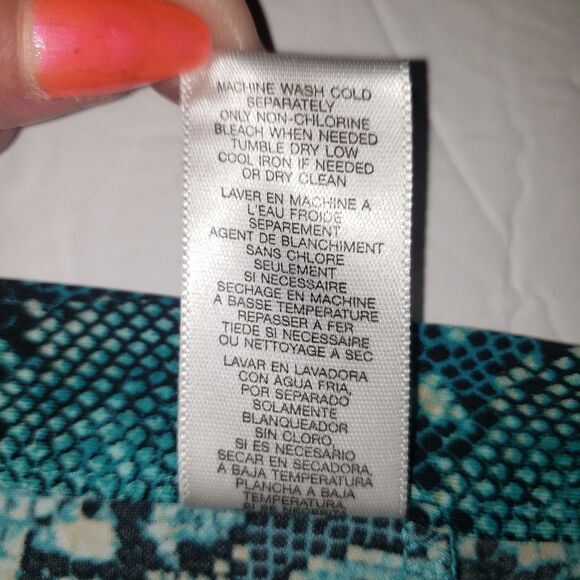 MACHINE WASH COLD
SEPARATELY
ONLY NON-CHLORINE
BLEACH WHEN NEEDED
TUMBLE DRY LOW
COOL IRON IF NEEDED
OR DRY CLEAN
LAVER EN MACHINE A
L'EAU FROIDE
SEPAREMENT
AGENT DE BLANCHIMENT
SANS CHLORE
SEULEMENT
SI NECESSAIRE
SECHAGE EN MACHINE
A BASSE TEMPERATURE
REPASSER A FER
TIEDE SI NECESSAIRE
OU NETTOYAGE A SEC
LAVAR EN LAVADORA
CON AGUA FRIA,
POR SEPARADO
SOLAMENTE
BLANQUEADOR
SIN CLORO,
SI ES NECESARIO
SECAR EN SECADORA,
A BAJA TEMPERATURA
PLANCHA A BAJA
TEMPERATURA,